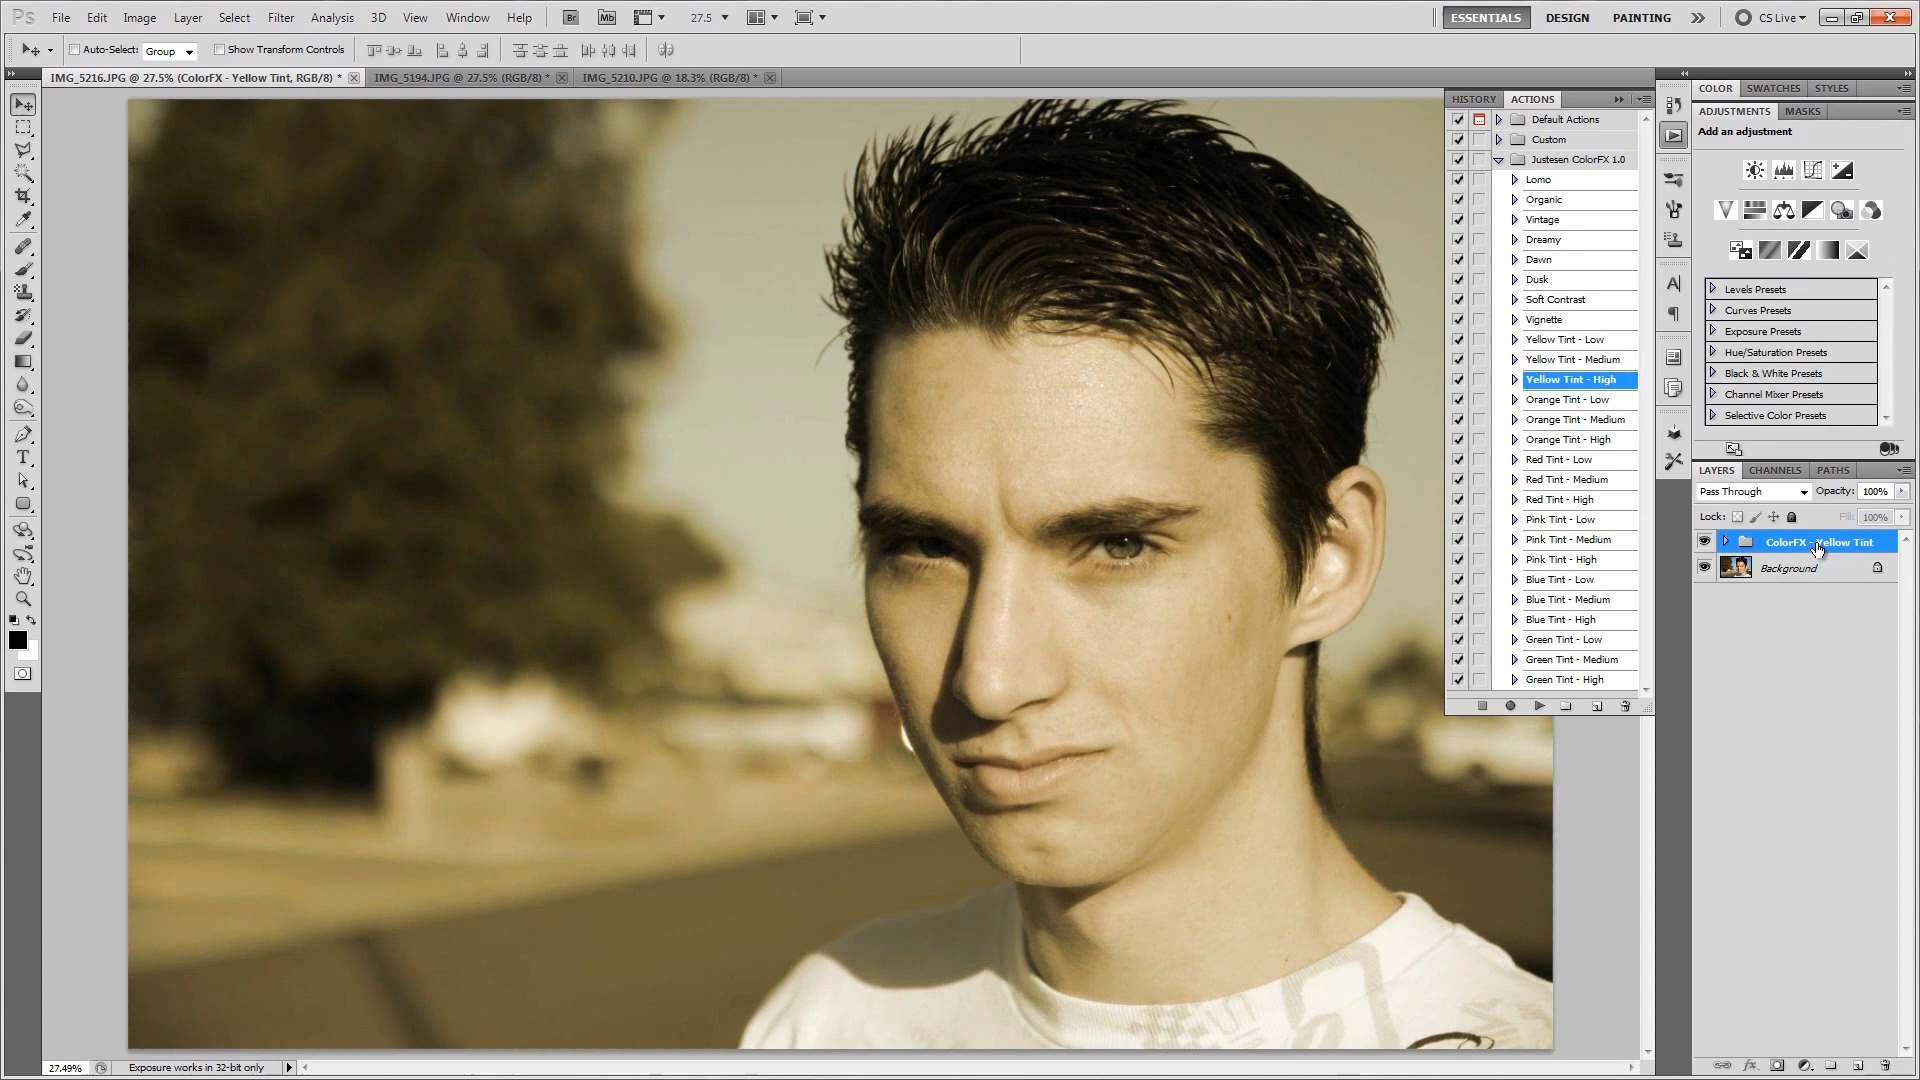 Ps File Edit Image Layer Select Filter Analysis 3D View Window Help Br Mb 27.5 ESSENTIALS DESIGN PAINTING CS Live
Auto-Select: Group Show Transform Controls
IMG_5216.JPG @ 27.5% (ColorFX - Yellow Tint, RGB/8) * IMG_5194.JPG @ 27.5% (RGB/8) * IMG_5210.JPG @ 18.3% (RGB/8) *
HISTORY ACTIONS
Default Actions
Custom
Justesen ColorFX 1.0
Lomo
Organic
Vintage
Dreamy
Dawn
Dusk
Soft Contrast
Vignette
Yellow Tint - Low
Yellow Tint - Medium
Yellow Tint - High
Orange Tint - Low
Orange Tint - Medium
Orange Tint - High
Red Tint - Low
Red Tint - Medium
Red Tint - High
Pink Tint - Low
Pink Tint - Medium
Pink Tint - High
Blue Tint - Low
Blue Tint - Medium
Blue Tint - High
Green Tint - Low
Green Tint - Medium
Green Tint - High
COLOR SWATCHES STYLES
ADJUSTMENTS MASKS
Add an adjustment
Levels Presets
Curves Presets
Exposure Presets
Hue/Saturation Presets
Black & White Presets
Channel Mixer Presets
Selective Color Presets
LAYERS CHANNELS PATHS
Pass Through Opacity: 100%
Lock: Fill: 100%
ColorFX - Yellow Tint
Background
27.49% Exposure works in 32-bit only